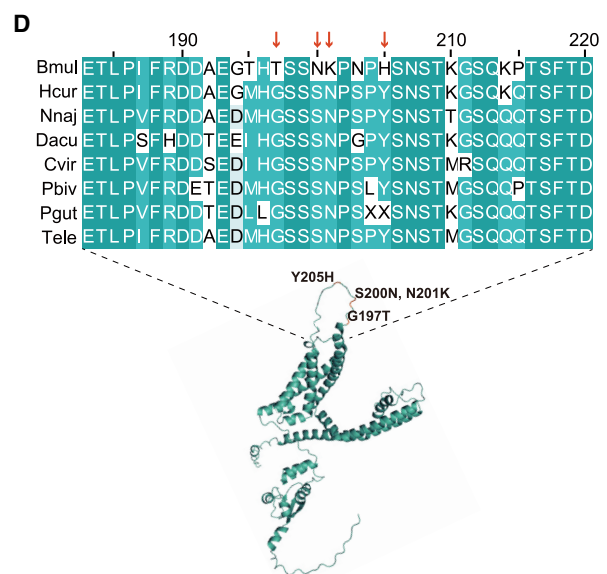 D
190 210 220
Bmul ETLPIFRDDAEGTHTSSNKPNPHSNSTKGSQKPTSFTD
Hcur ETLPIFRDDAEGMHGSSSNPSPYSNSTKGSQKQTSFTD
Nnaj ETLPVFRDDAEDMHGSSSNPSPYSNSTTGSQQQTSFTD
Dacu ETLPSFHDDTEEIHGSSSNPGPYSNSTKGSQQQTSFTD
Cvir ETLPVFRDDSEDIHGSSSNPSPYSNSTMRSQQQTSFTD
Pbiv ETLPVFRDETEDMHGSSSNPSLYSNSTMGSQQPTSFTD
Pgut ETLPVFRDDTEDLLGSSSNPSXXSNSTKGSQQQTSFTD
Tele ETLPIFRDDAEDMHGSSSNPSPYSNSTMGSQQQTSFTD
Y205H
S200N, N201K
G197T